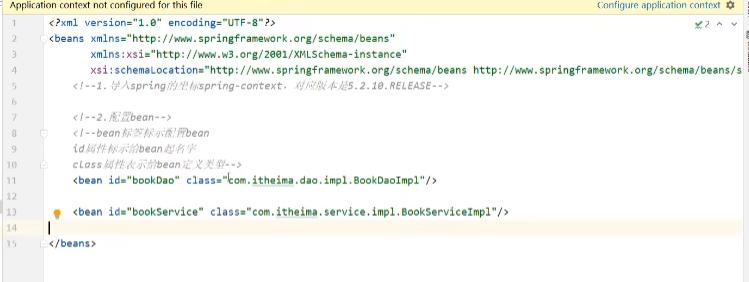 Application context not configured for this file
Configure application context
2
1 <?xml version="1.0" encoding="UTF-8"?>
2 <beans xmlns="http://www.springframework.org/schema/beans"
3 xmlns:xsi="http://www.w3.org/2001/XMLSchema-instance"
4 xsi:schemaLocation="http://www.springframework.org/schema/beans http://www.springframework.org/schema/beans/s
5 <!--1.导入spring的坐标spring-context，对应版本是5.2.10.RELEASE-->
6
7 <!--2.配置bean-->
8 <!--bean标签标示配置bean
9 id属性标示给bean起名字
10 class属性表示给bean定义类型-->
11 <bean id="bookDao" class="com.itheima.dao.impl.BookDaoImpl"/>
12
13 <bean id="bookService" class="com.itheima.service.impl.BookServiceImpl"/>
14
15 </beans>